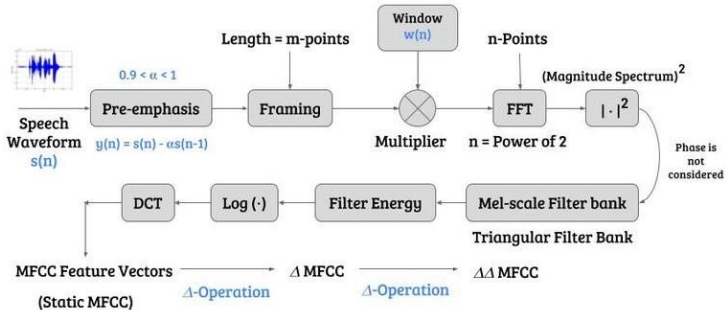 Window
w(n)
Length = m-points
n-Points
0.9 < α < 1
(Magnitude Spectrum)²
Pre-emphasis
Framing
FFT
|·|²
Speech
Waveform
s(n)
y(n) = s(n) - αs(n-1)
Multiplier
n = Power of 2
Phase is
not
considered
DCT
Log (·)
Filter Energy
Mel-scale Filter bank
Triangular Filter Bank
MFCC Feature Vectors
(Static MFCC)
Δ-Operation
Δ MFCC
Δ-Operation
ΔΔ MFCC